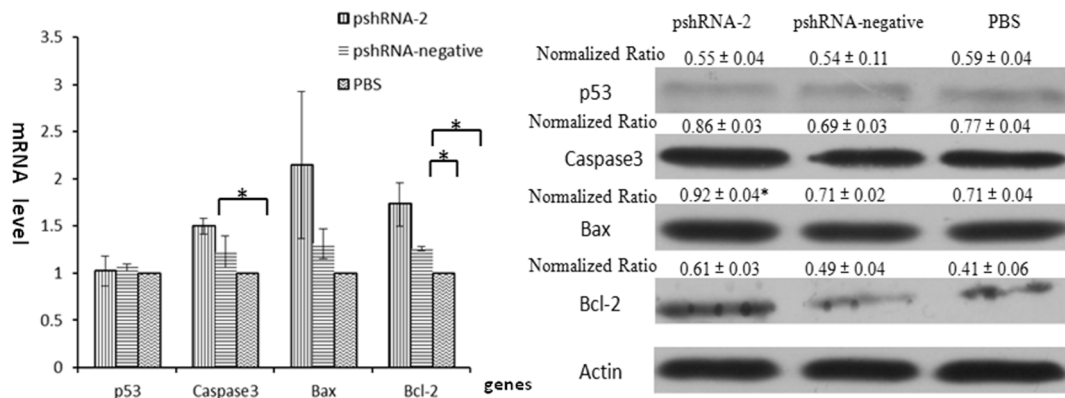 pshRNA-2
pshRNA-negative
PBS
mRNA level
3.5
3
2.5
2
1.5
1
0.5
0
*
*
*
p53 Caspase3 Bax Bcl-2 genes
pshRNA-2 pshRNA-negative PBS
Normalized Ratio 0.55 ± 0.04 0.54 ± 0.11 0.59 ± 0.04
p53
Normalized Ratio 0.86 ± 0.03 0.69 ± 0.03 0.77 ± 0.04
Caspase3
Normalized Ratio 0.92 ± 0.04* 0.71 ± 0.02 0.71 ± 0.04
Bax
Normalized Ratio 0.61 ± 0.03 0.49 ± 0.04 0.41 ± 0.06
Bcl-2
Actin